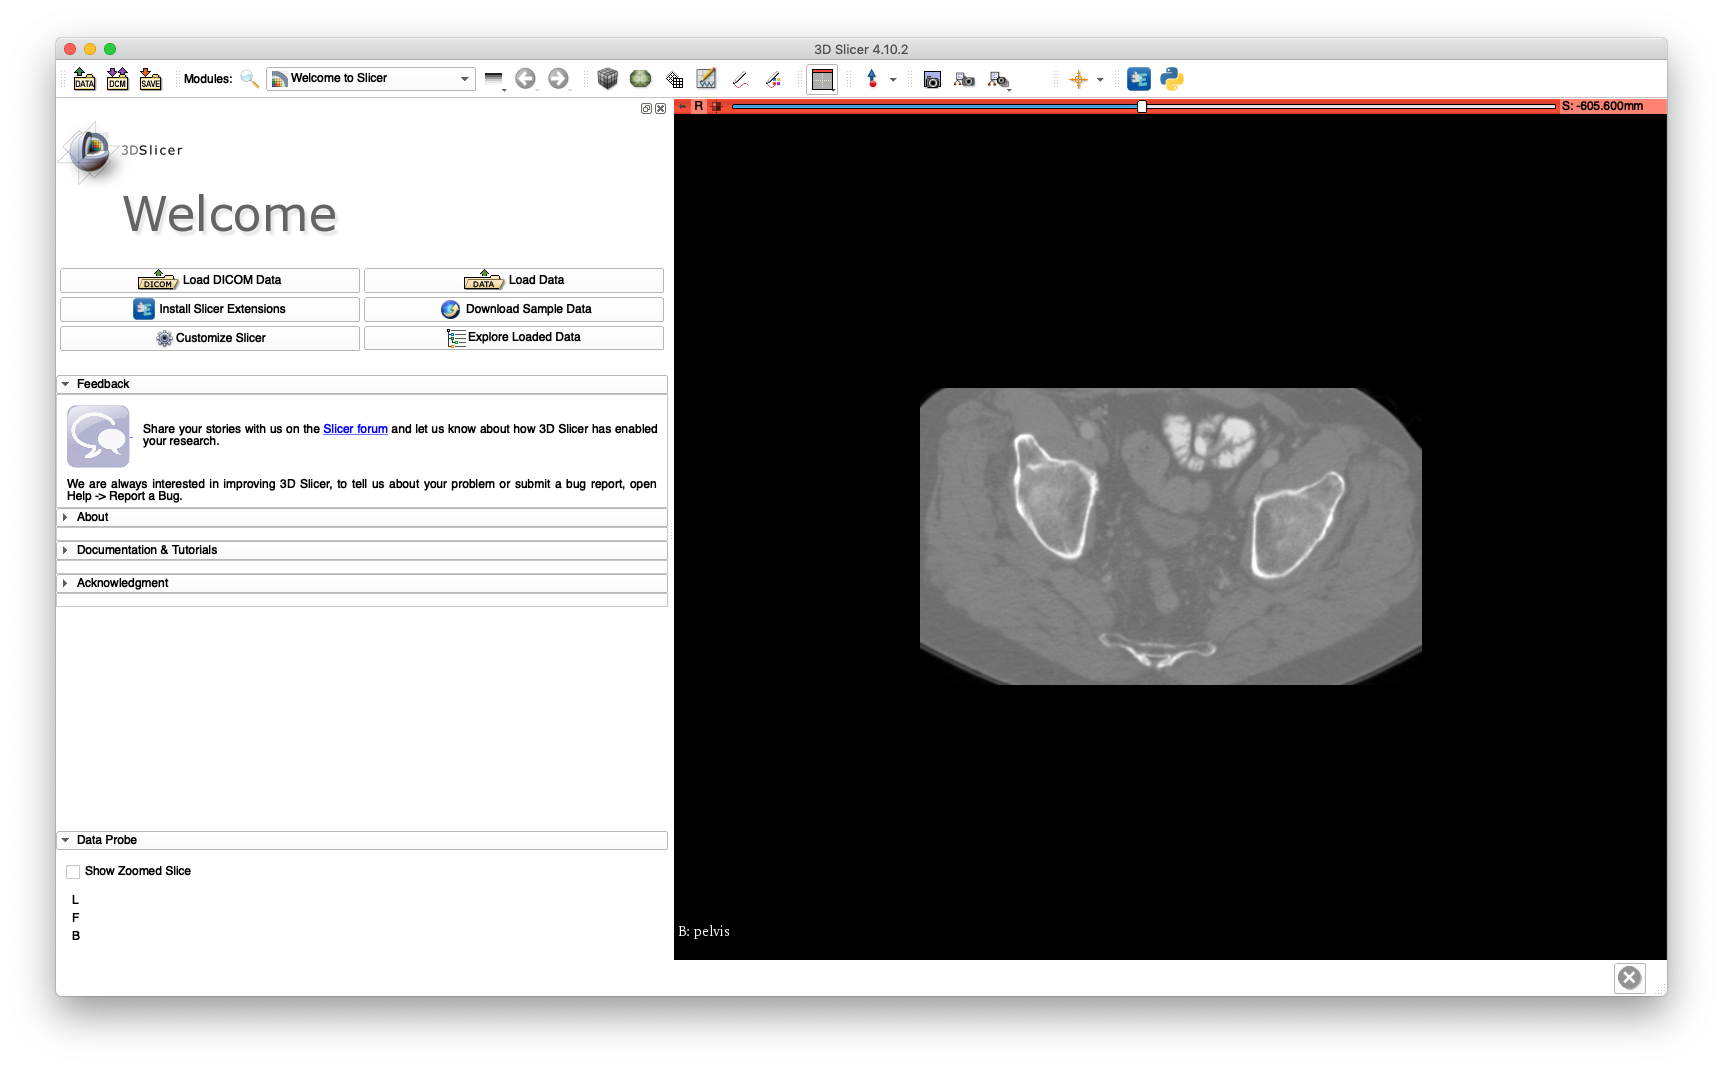 3D Slicer 4.10.2
DATA
DCM
SAVE
Modules:
Welcome to Slicer
R
S: -605.600mm
3DSlicer
Welcome
DICOM
Load DICOM Data
DATA
Load Data
Install Slicer Extensions
Download Sample Data
Customize Slicer
Explore Loaded Data
Feedback
Share your stories with us on the Slicer forum and let us know about how 3D Slicer has enabled
your research.
We are always interested in improving 3D Slicer, to tell us about your problem or submit a bug report, open
Help -> Report a Bug.
About
Documentation & Tutorials
Acknowledgment
Data Probe
Show Zoomed Slice
L
F
B
B: pelvis